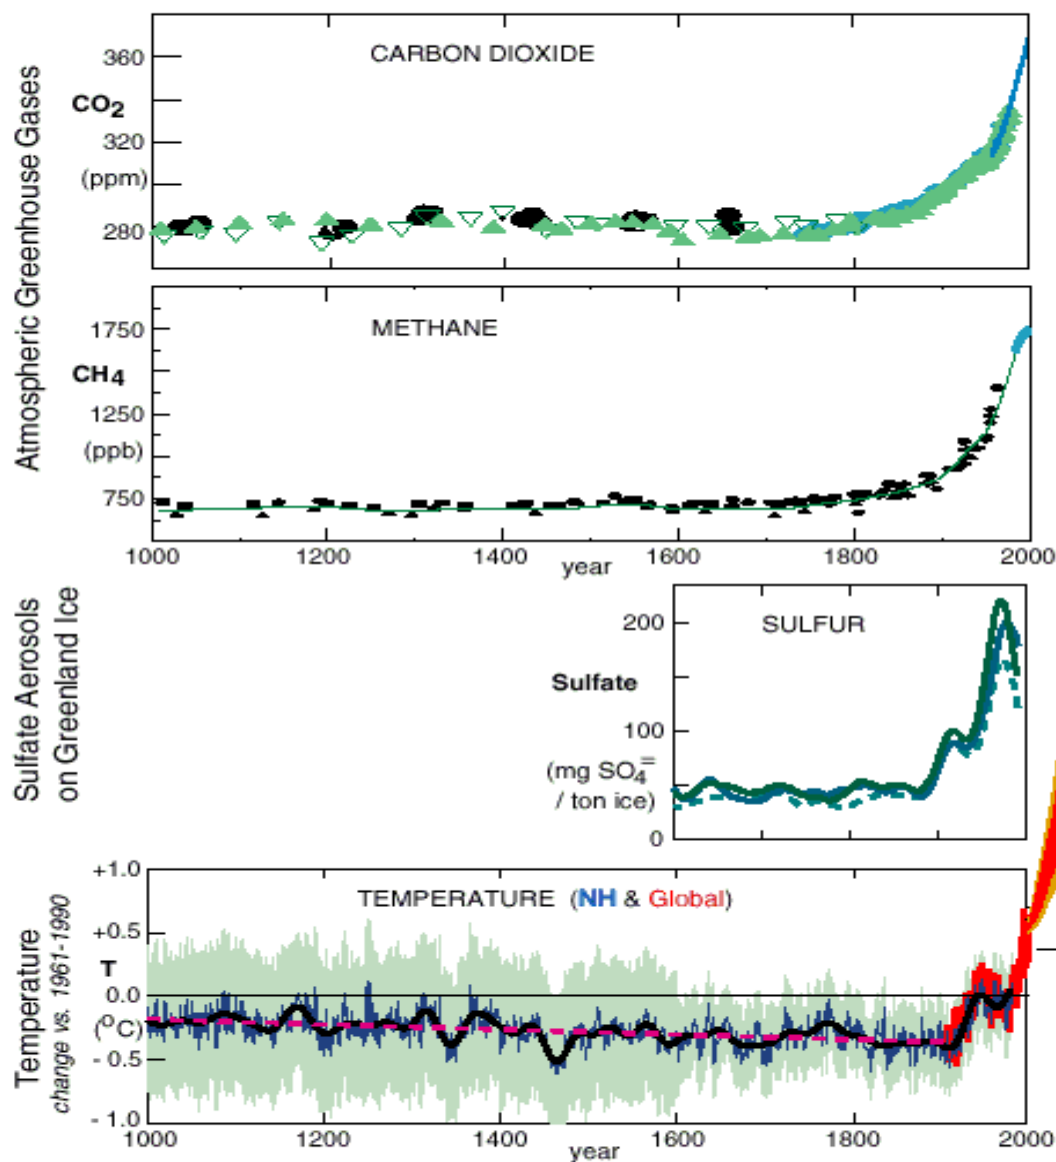 Atmospheric Greenhouse Gases
CARBON DIOXIDE
360
CO2
320
(ppm)
280
METHANE
1750
CH4
1250
(ppb)
750
1000 1200 1400 1600 1800 2000
year
Sulfate Aerosols
on Greenland Ice
SULFUR
200
Sulfate
100
(mg SO4=
/ ton ice)
0
Temperature
change vs. 1961-1990
TEMPERATURE (NH & Global)
+1.0
+0.5
T
0.0
(°C)
- 0.5
- 1.0
1000 1200 1400 1600 1800 2000
year